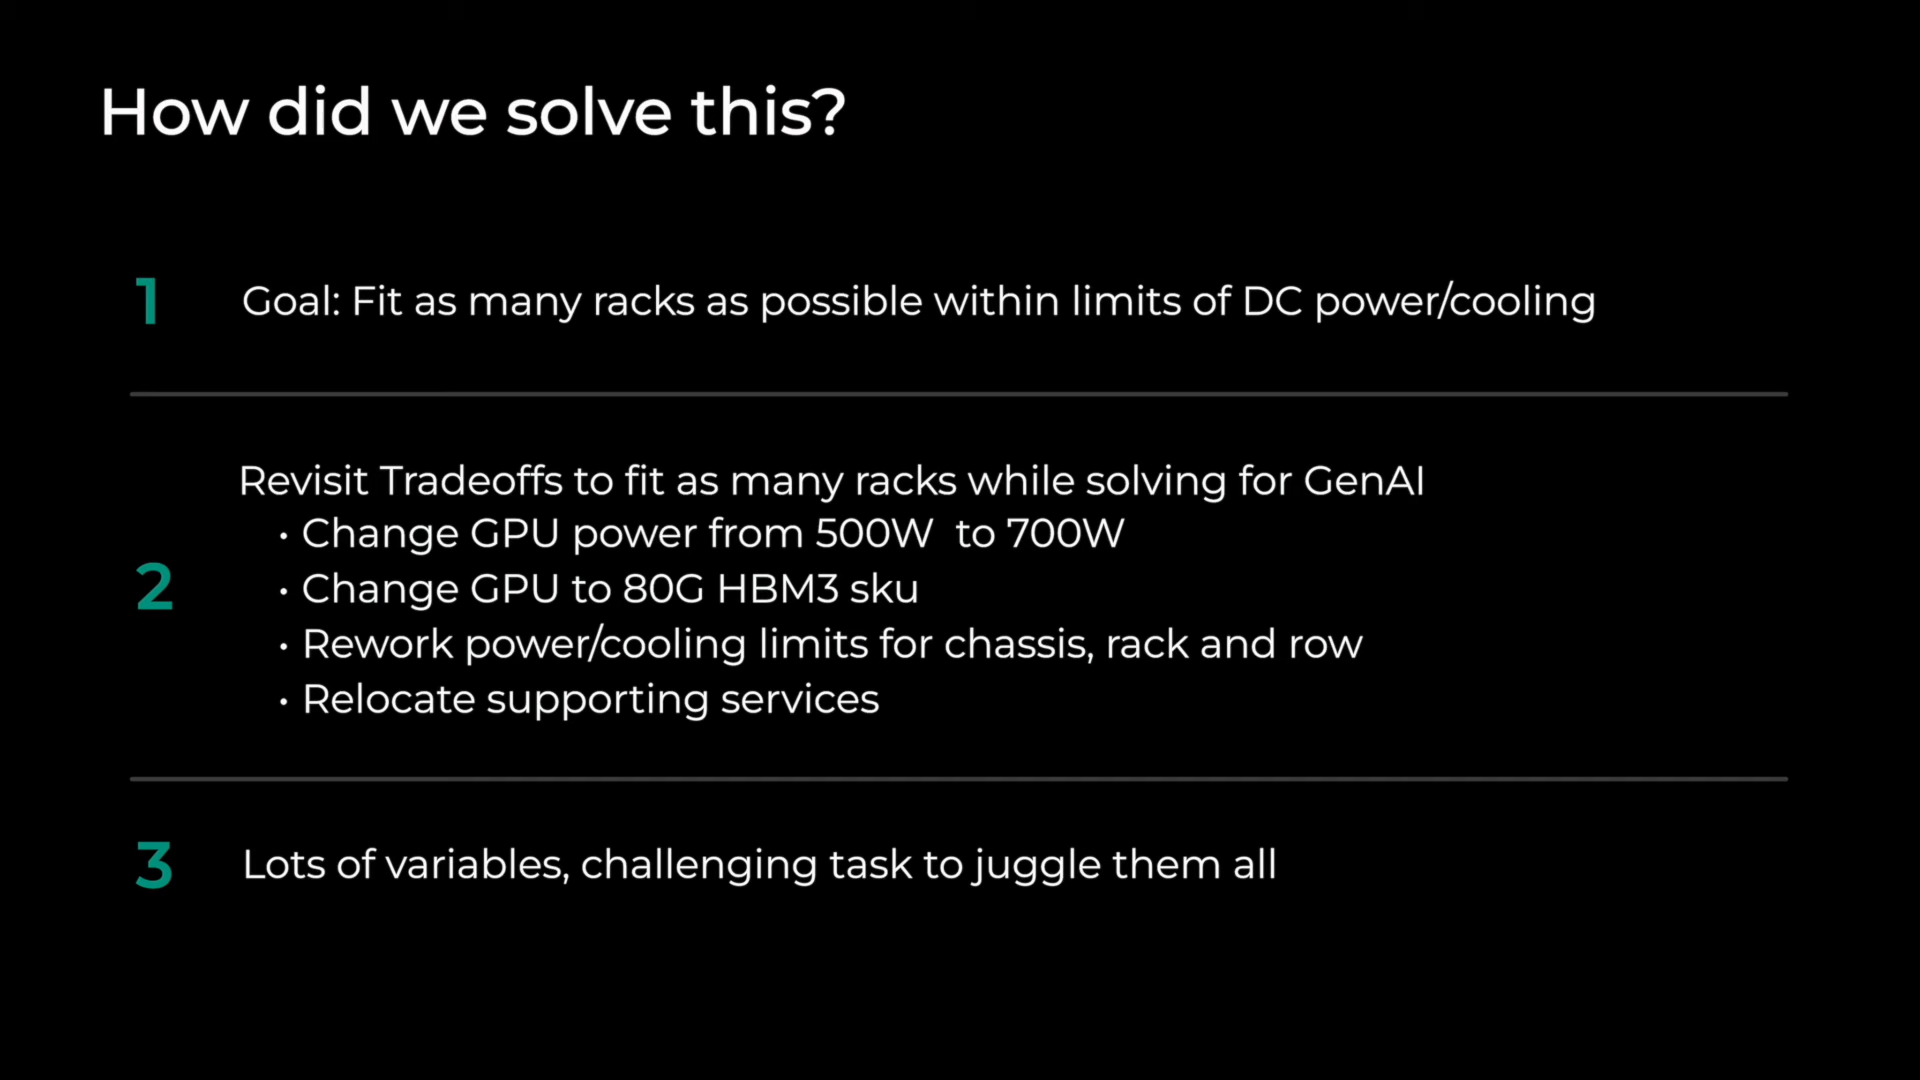 How did we solve this?
1
Goal: Fit as many racks as possible within limits of DC power/cooling
2
Revisit Tradeoffs to fit as many racks while solving for GenAI
• Change GPU power from 500W  to 700W
• Change GPU to 80G HBM3 sku
• Rework power/cooling limits for chassis, rack and row
• Relocate supporting services
3
Lots of variables, challenging task to juggle them all